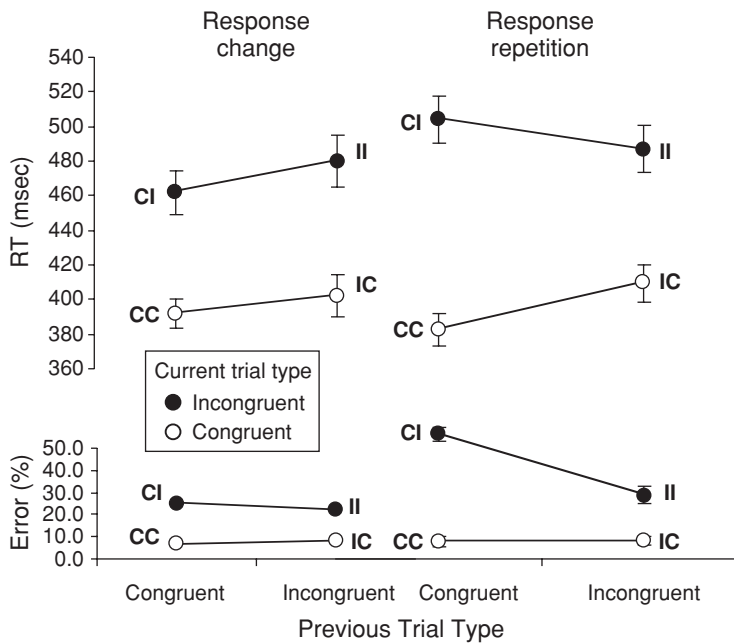 Response
change
Response
repetition
RT (msec)
540
520
500
480
460
440
420
400
380
360
CI
II
CC
IC
CI
II
CC
IC
Current trial type
Incongruent
Congruent
Error (%)
50.0
40.0
30.0
20.0
10.0
0.0
CI
II
CC
IC
CI
II
CC
IC
Congruent
Incongruent
Congruent
Incongruent
Previous Trial Type